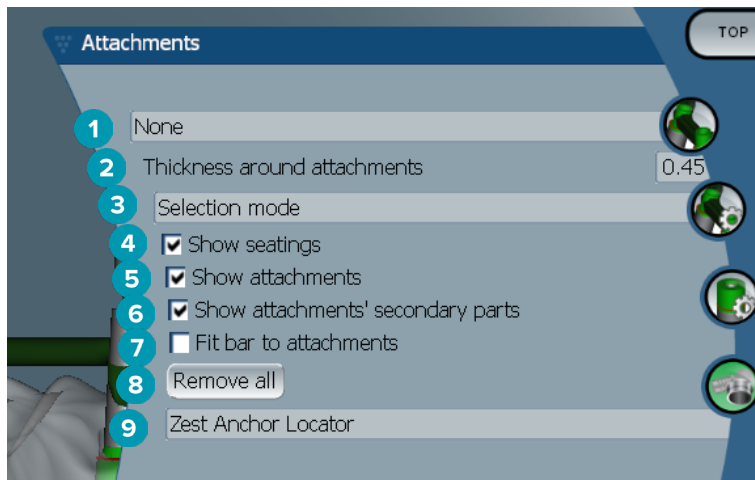 Attachments
TOP
1 None
2 Thickness around attachments 0.45
3 Selection mode
4 Show seatings
5 Show attachments
6 Show attachments' secondary parts
7 Fit bar to attachments
8 Remove all
9 Zest Anchor Locator